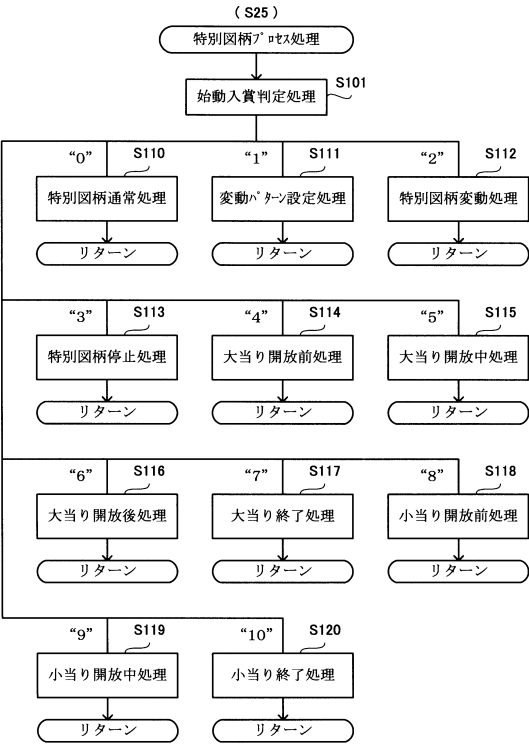 (S25)
特別図柄ﾌﾟﾛｾｽ処理
S101
始動入賞判定処理
“0” S110 “1” S111 “2” S112
特別図柄通常処理 変動ﾊﾟﾀｰﾝ設定処理 特別図柄変動処理
リターン リターン リターン
“3” S113 “4” S114 “5” S115
特別図柄停止処理 大当り開放前処理 大当り開放中処理
リターン リターン リターン
“6” S116 “7” S117 “8” S118
大当り開放後処理 大当り終了処理 小当り開放前処理
リターン リターン リターン
“9” S119 “10” S120
小当り開放中処理 小当り終了処理
リターン リターン